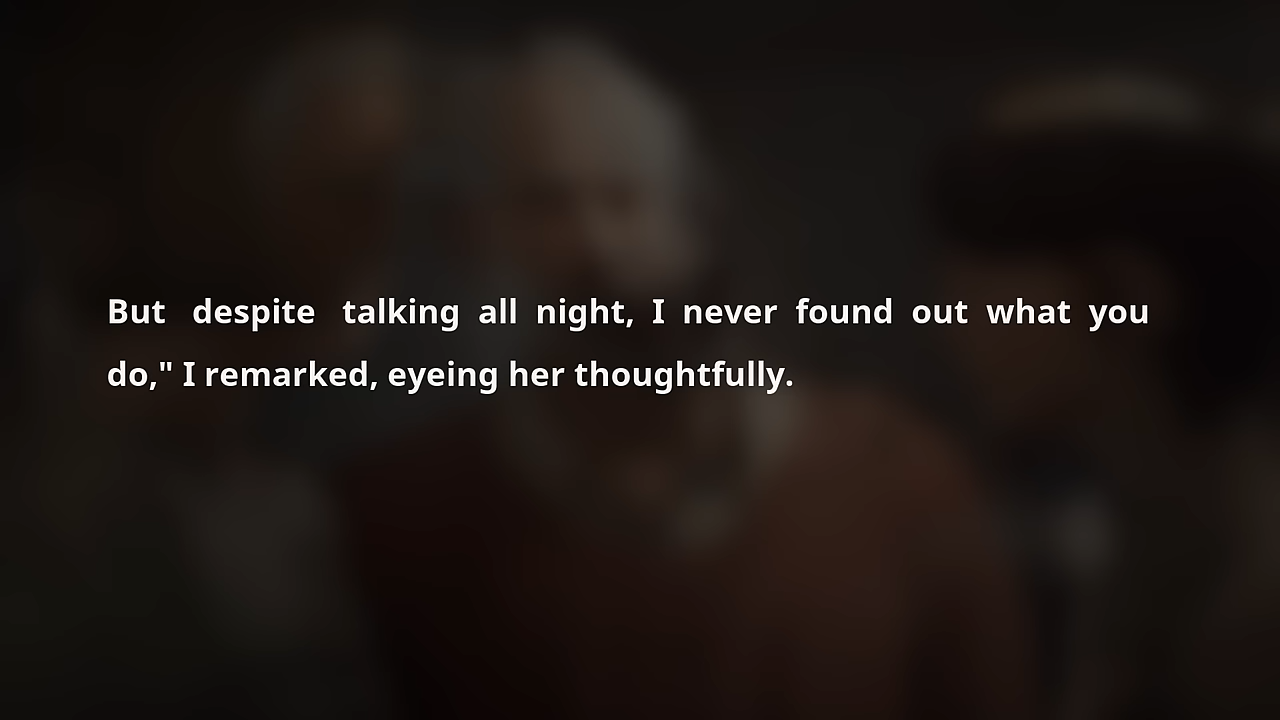 But despite talking all night, I never found out what you
do," I remarked, eyeing her thoughtfully.